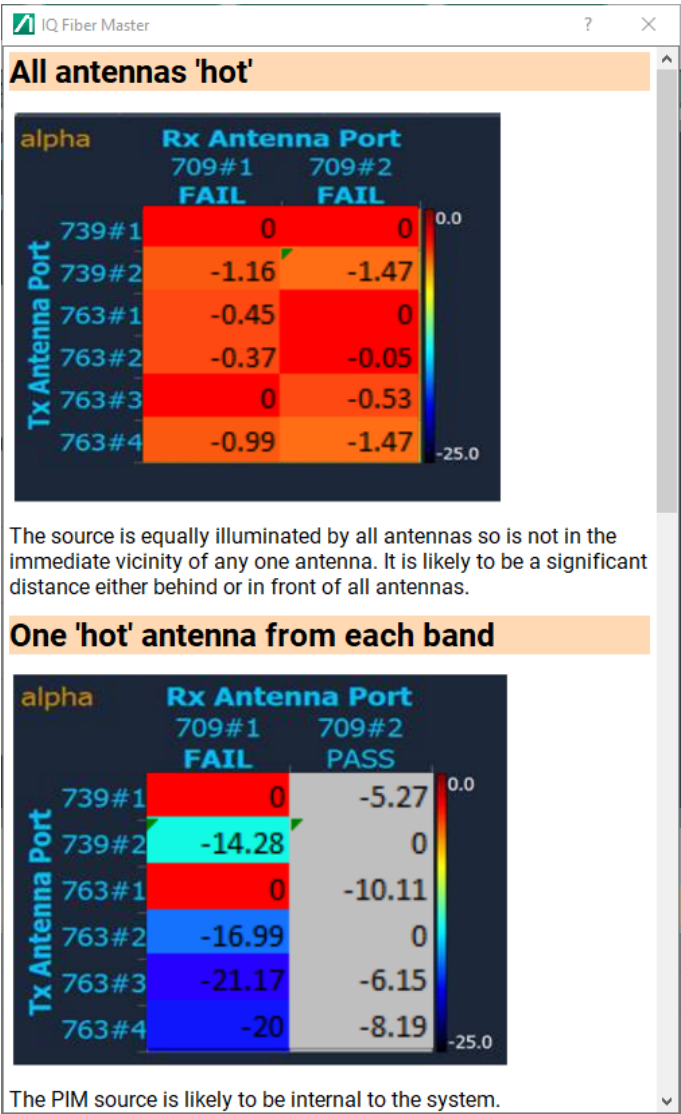 IQ Fiber Master ?
All antennas 'hot'
alpha Rx Antenna Port
709#1 709#2
FAIL FAIL
Tx Antenna Port
739#1 0 0 0.0
739#2 -1.16 -1.47
763#1 -0.45 0
763#2 -0.37 -0.05
763#3 0 -0.53
763#4 -0.99 -1.47 -25.0
The source is equally illuminated by all antennas so is not in the
immediate vicinity of any one antenna. It is likely to be a significant
distance either behind or in front of all antennas.
One 'hot' antenna from each band
alpha Rx Antenna Port
709#1 709#2
FAIL PASS
Tx Antenna Port
739#1 0 -5.27 0.0
739#2 -14.28 0
763#1 0 -10.11
763#2 -16.99 0
763#3 -21.17 -6.15
763#4 -20 -8.19 -25.0
The PIM source is likely to be internal to the system.